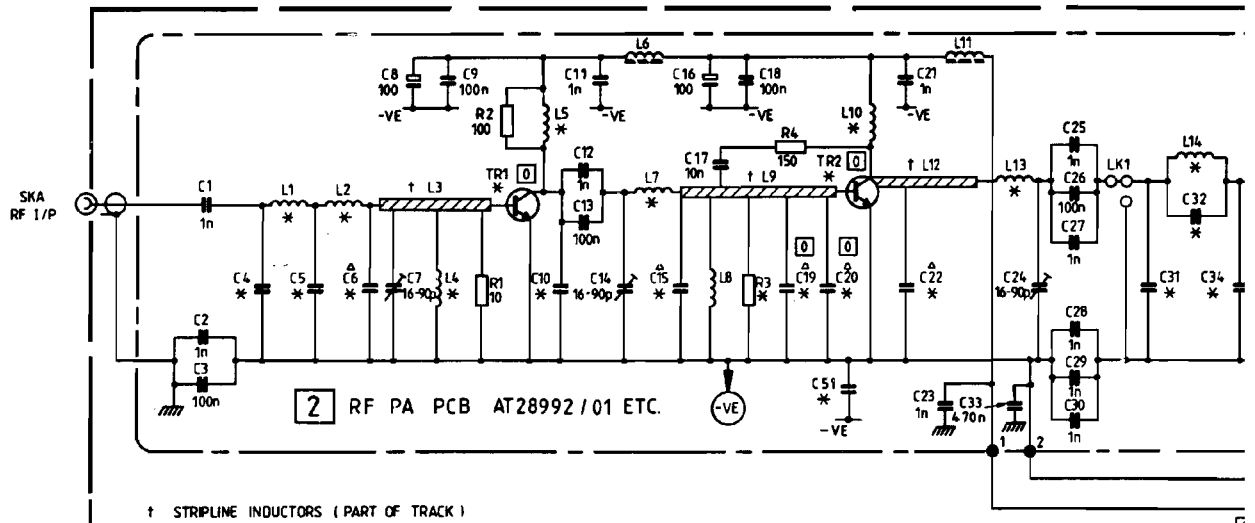 L6
L11
C8
100
C9
100n
C11
1n
C16
100
C18
100n
C21
1n
-VE
-VE
-VE
-VE
R2
100
L5
*
L10
*
R4
150
C17
10n
TR1
*
0
TR2
*
0
C12
1n
C13
100n
C25
1n
C26
100n
C27
1n
LK1
L14
*
C32
*
SKA
RF I/P
C1
1n
L1
*
L2
*
† L3
L7
*
† L9
† L12
L13
*
C4
*
C5
*
△
C6
*
C7
16-90p
L4
*
R1
10
C10
*
C14
16-90p
△
C15
*
L8
R3
*
0
△
C19
*
0
△
C20
*
△
C22
*
C24
16-90p
*
C31
*
C34
*
C2
1n
C3
100n
C28
1n
C29
1n
C30
1n
2 RF PA PCB AT28992/01 ETC.
-VE
C51
*
-VE
C23
1n
C33
470n
1
2
† STRIPLINE INDUCTORS (PART OF TRACK)